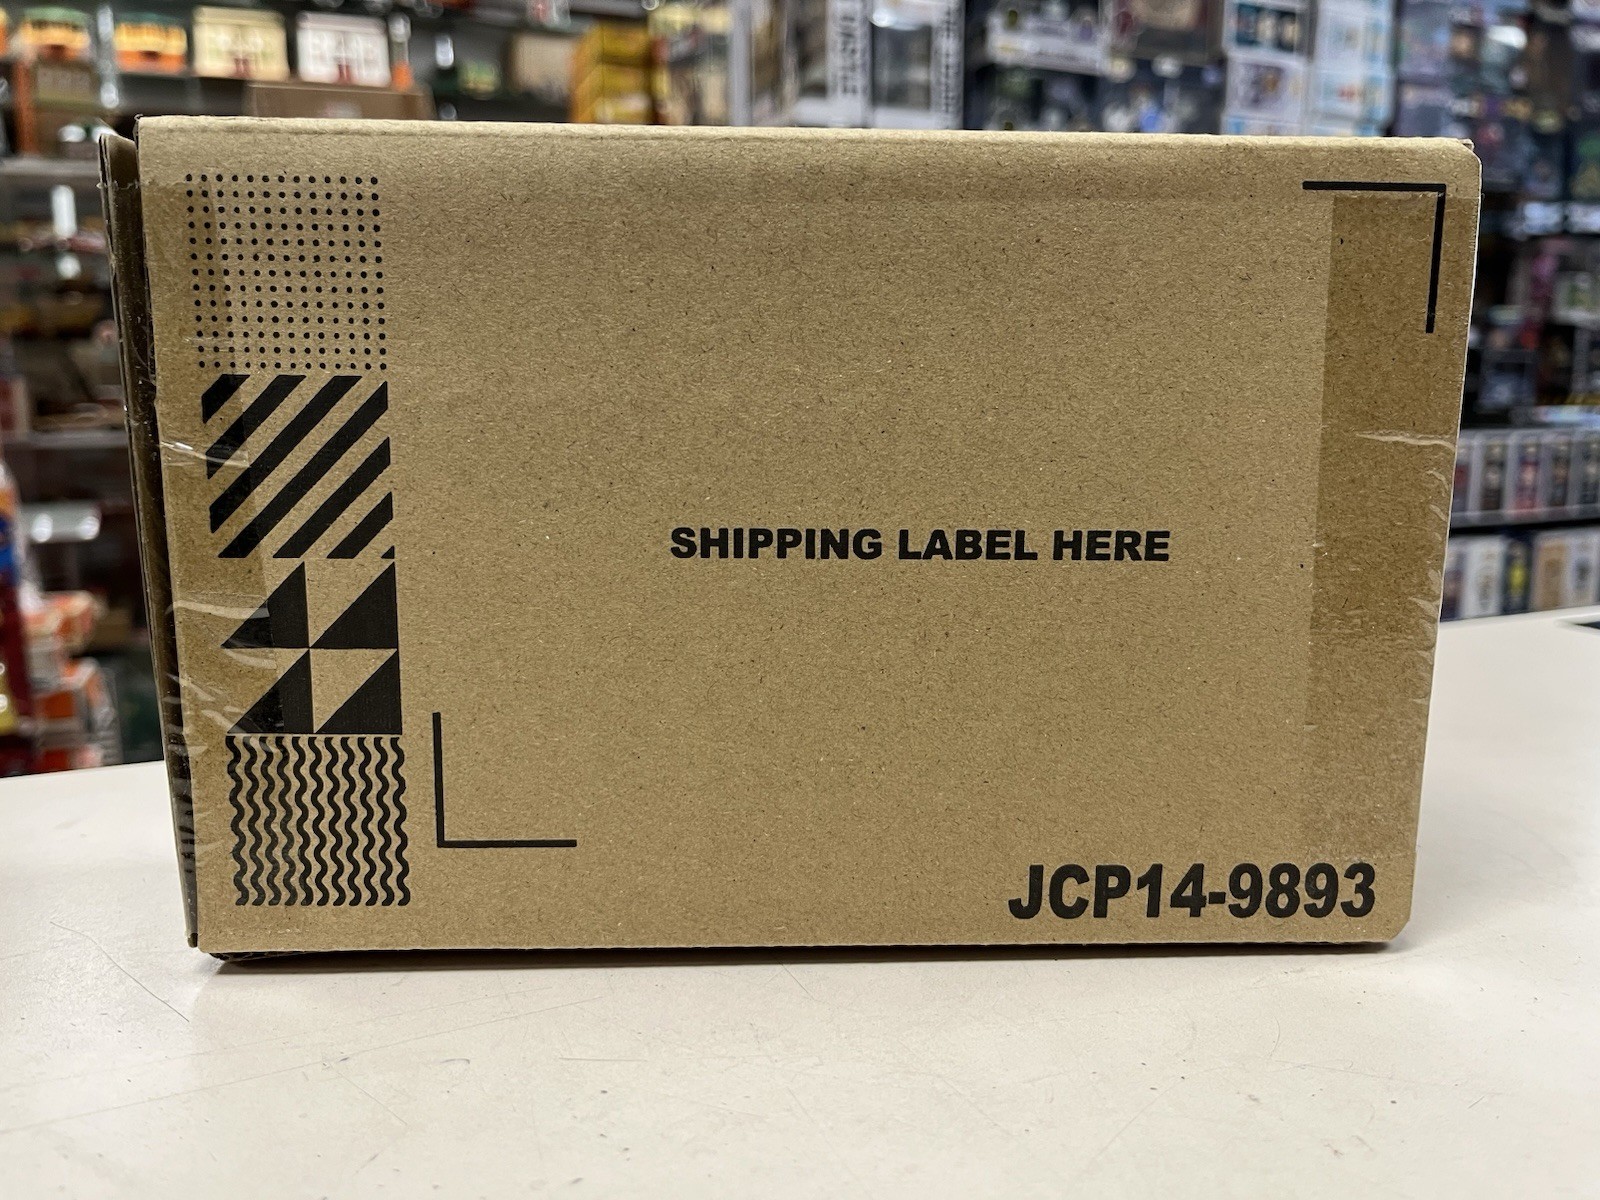 SHIPPING LABEL HERE
JCP14-9893